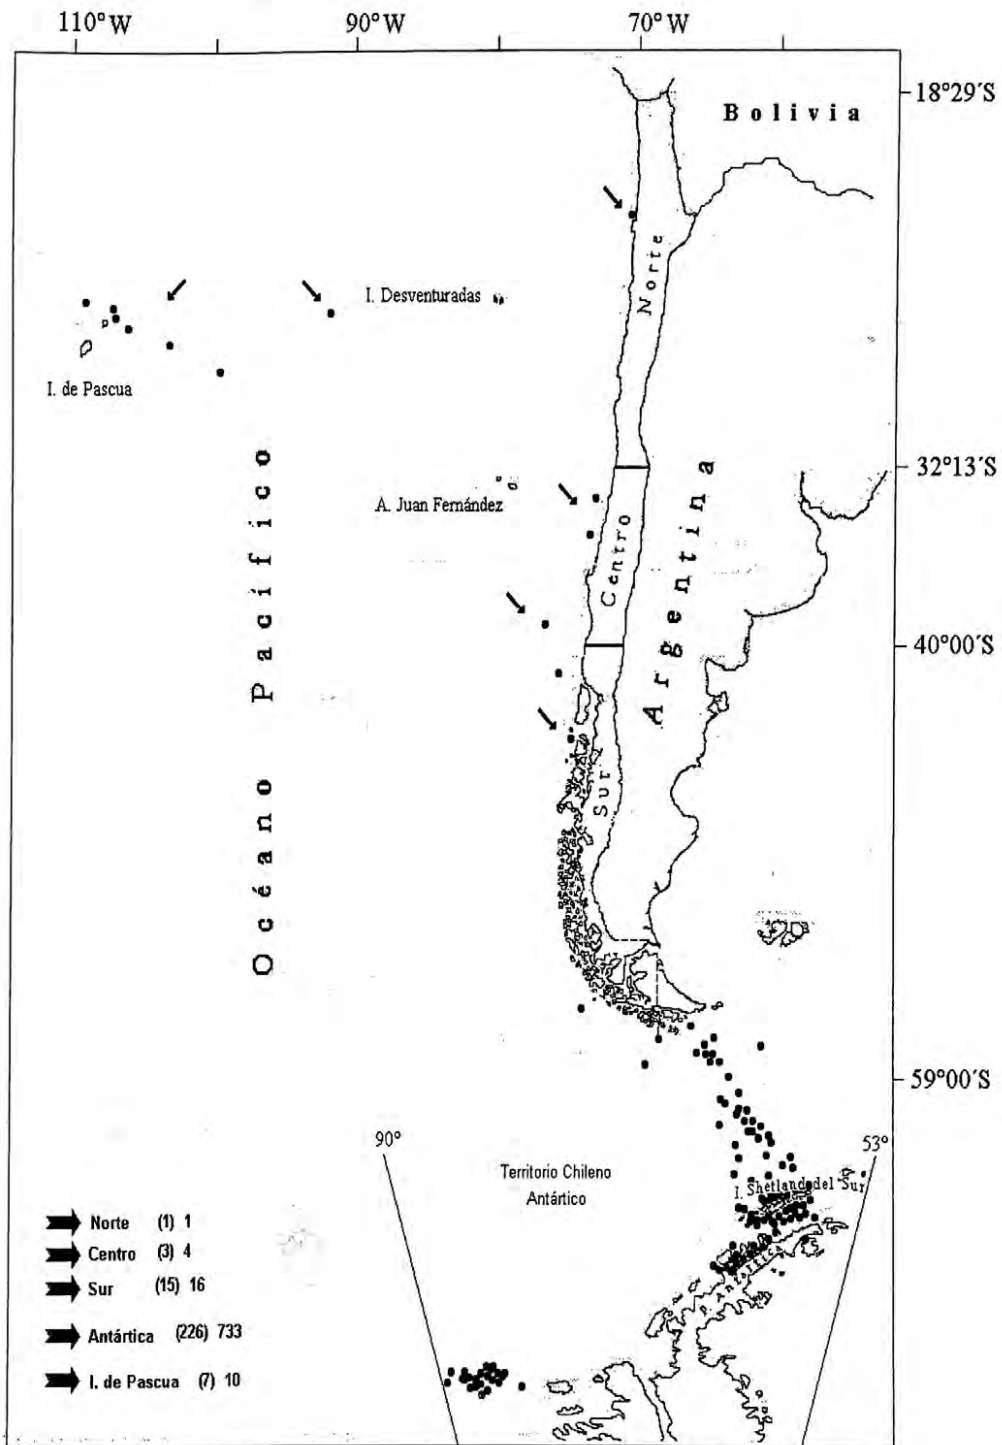 110° W 90° W 70° W
18°29´S
Bolivia
Norte
I. Desventuradas
I. de Pascua
32°13´S
A. Juan Fernández
Centro
Argentina
Océano Pacífico
40°00´S
Sur
59°00´S
90°
53°
Territorio Chileno
Antártico
I. Shetland del Sur
P. Antártica
Norte (1) 1
Centro (3) 4
Sur (15) 16
Antártica (226) 733
I. de Pascua (7) 10